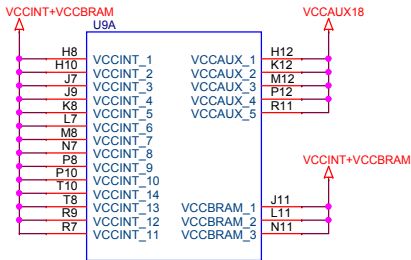 VCCINT+VCCBRAM
VCCAUX18
U9A
H8 VCCINT_1 VCCAUX_1 H12
H10 VCCINT_2 VCCAUX_2 K12
J7 VCCINT_3 VCCAUX_3 M12
J9 VCCINT_4 VCCAUX_4 P12
K8 VCCINT_5 VCCAUX_5 R11
L7 VCCINT_6
M8 VCCINT_7
N7 VCCINT_8
VCCINT+VCCBRAM
P8 VCCINT_9
P10 VCCINT_10
T10 VCCINT_14
T8 VCCINT_13 VCCBRAM_1 J11
R9 VCCINT_12 VCCBRAM_2 L11
R7 VCCINT_11 VCCBRAM_3 N11